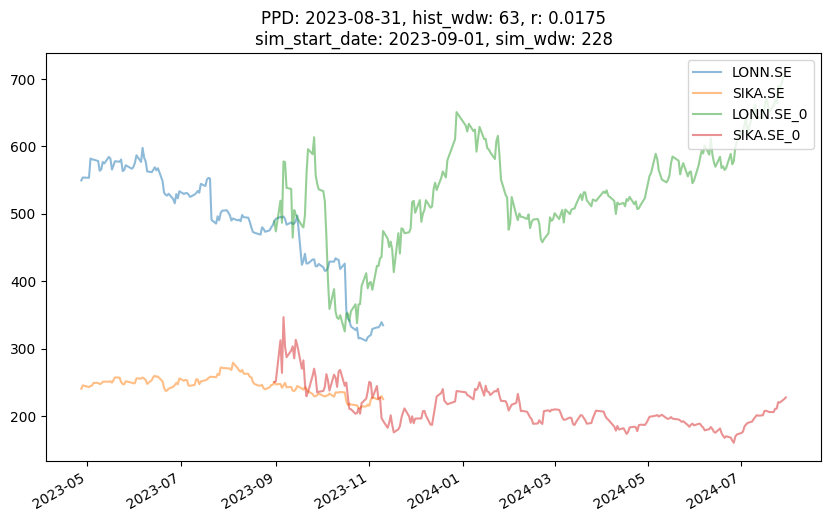 PPD: 2023-08-31, hist_wdw: 63, r: 0.0175
sim_start_date: 2023-09-01, sim_wdw: 228
LONN.SE
SIKA.SE
LONN.SE_0
SIKA.SE_0
700
600
500
400
300
200
2023-05
2023-07
2023-09
2023-11
2024-01
2024-03
2024-05
2024-07